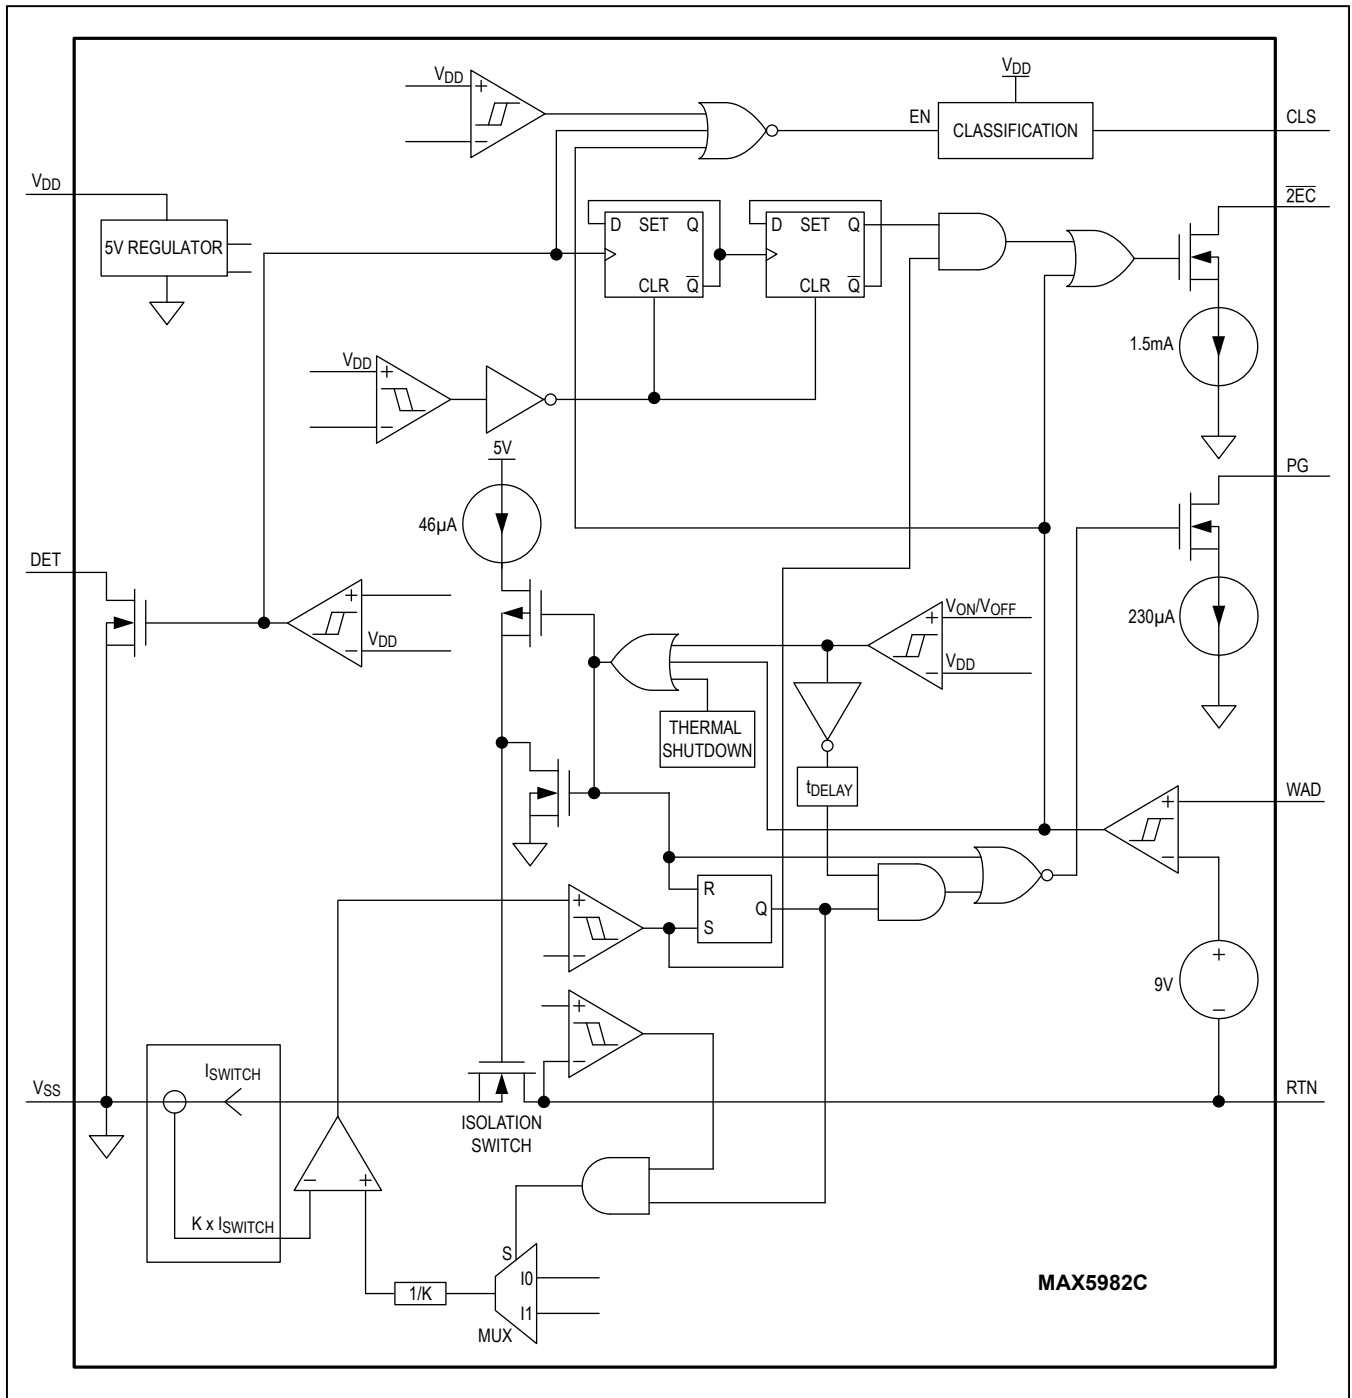 VDD
+
−
VDD
EN
CLASSIFICATION
CLS
VDD
5V REGULATOR
D SET Q
CLR Q̅
D SET Q
CLR Q̅
2̅E̅C̅
1.5mA
VDD
+
−
5V
46µA
PG
230µA
DET
+
VDD
−
VON/VOFF
+
VDD
−
THERMAL
SHUTDOWN
tDELAY
WAD
+
−
R
Q
S
+
−
9V
+
−
+
−
VSS
ISWITCH
ISOLATION
SWITCH
RTN
− +
K x ISWITCH
S
I0
1/K
I1
MUX
MAX5982C